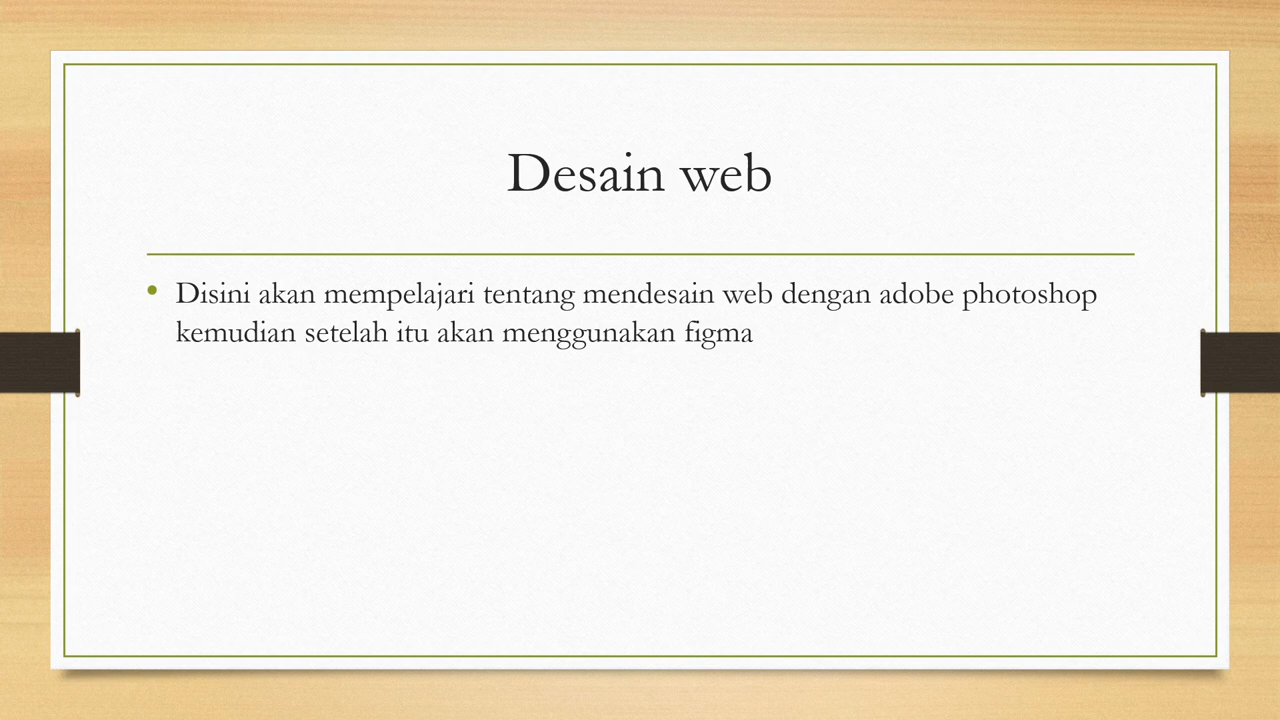 Desain web
• Disini akan mempelajari tentang mendesain web dengan adobe photoshop
kemudian setelah itu akan menggunakan figma